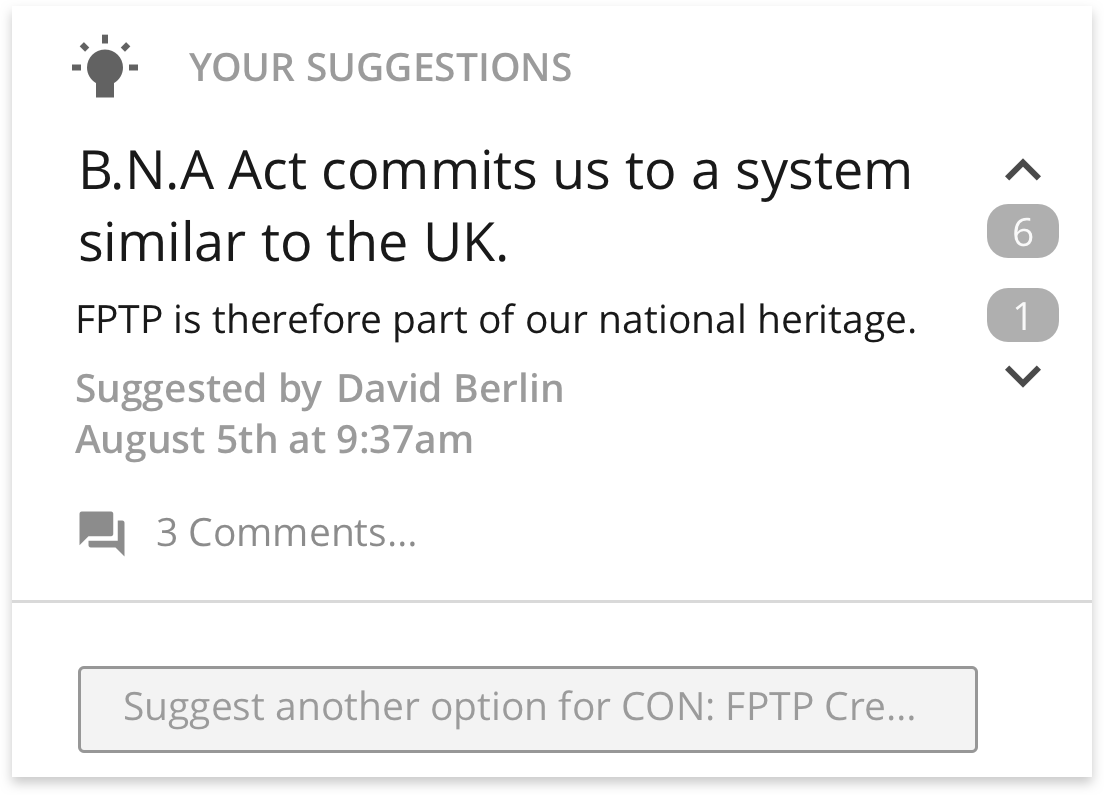 YOUR SUGGESTIONS
B.N.A Act commits us to a system
similar to the UK.
6
FPTP is therefore part of our national heritage.
1
Suggested by David Berlin
August 5th at 9:37am
3 Comments...
Suggest another option for CON: FPTP Cre...